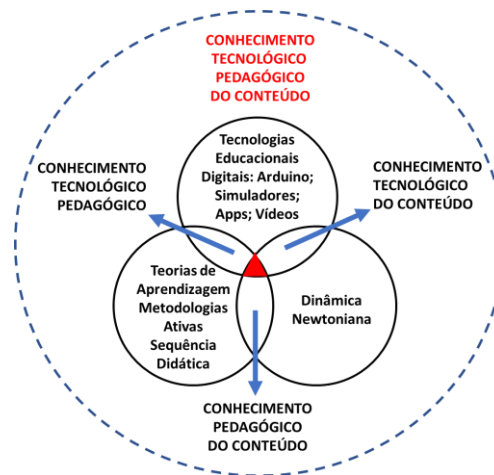 CONHECIMENTO
TECNOLÓGICO
PEDAGÓGICO
DO CONTEÚDO
Tecnologias
Educacionais
Digitais: Arduino;
Simuladores;
Apps; Vídeos
CONHECIMENTO
TECNOLÓGICO
PEDAGÓGICO
CONHECIMENTO
TECNOLÓGICO
DO CONTEÚDO
Teorias de
Aprendizagem
Metodologias
Ativas
Sequência
Didática
Dinâmica
Newtoniana
CONHECIMENTO
PEDAGÓGICO
DO CONTEÚDO